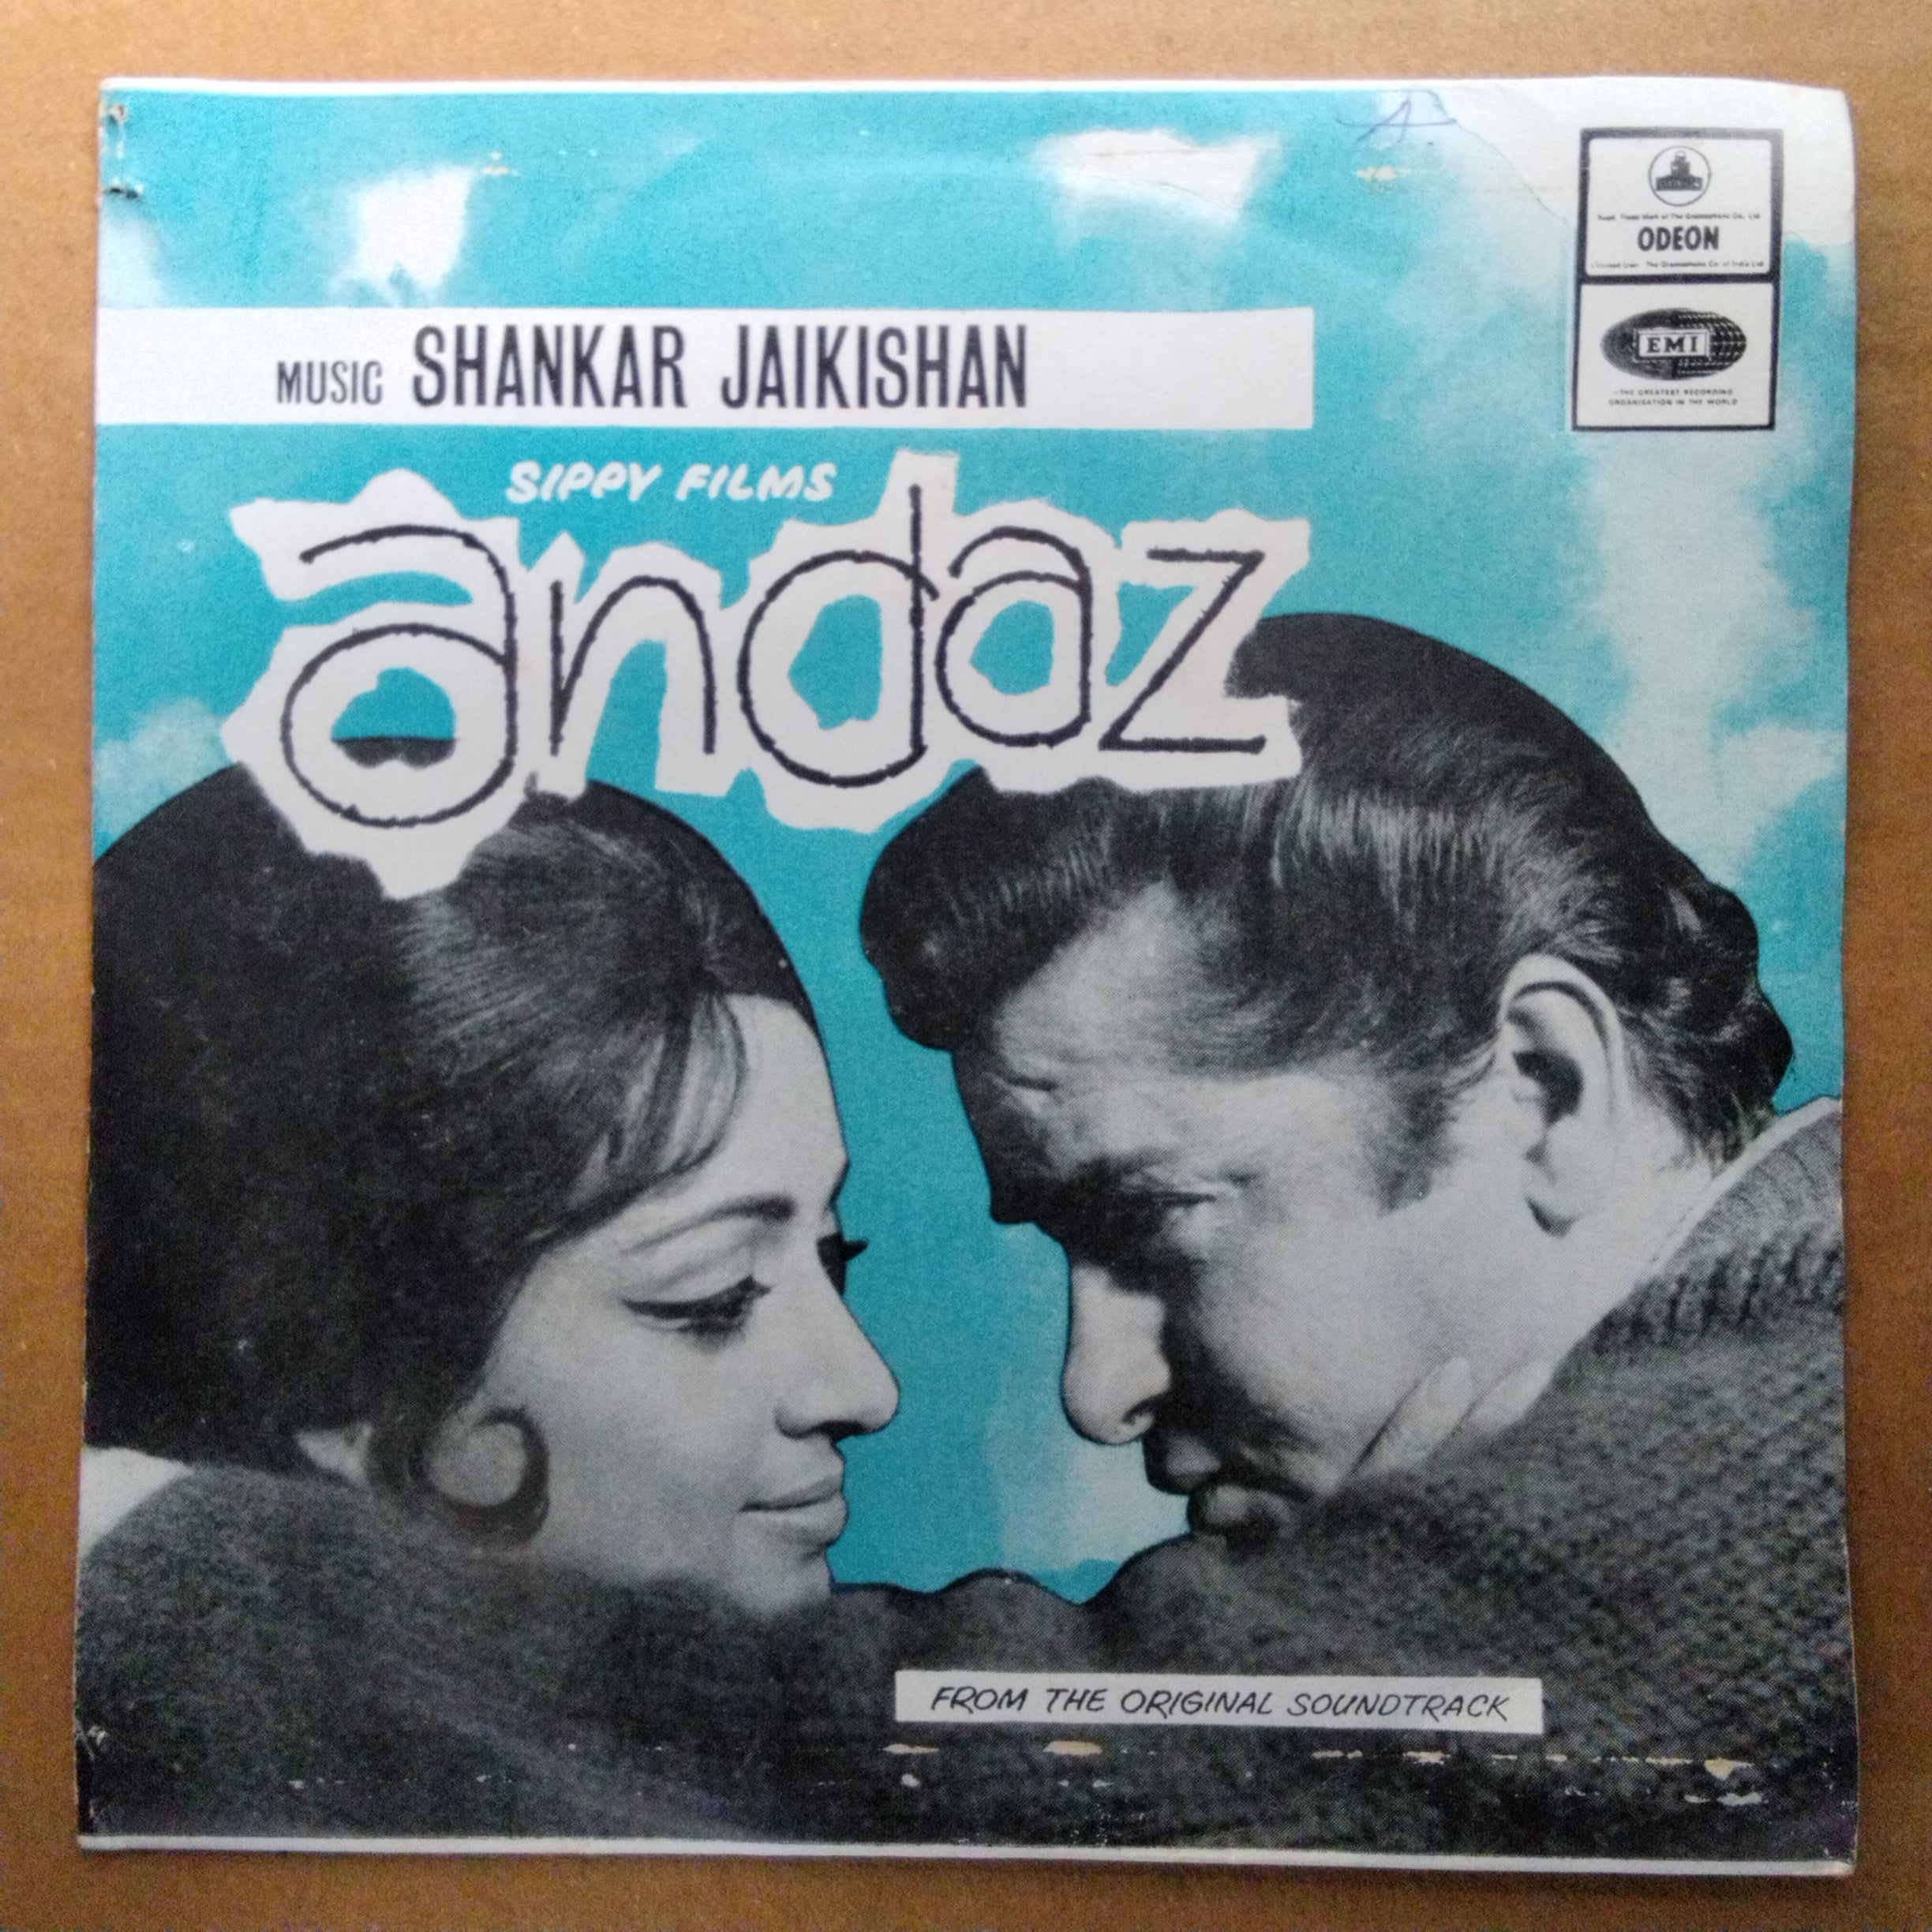 MUSIC SHANKAR JAIKISHAN
SIPPY FILMS
andaz
Regd. Trade Mark of The Gramophone Co. Ltd
ODEON
Licensed User The Gramophone Co of India Ltd
EMI
-THE GREATEST RECORDING
ORGANISATION IN THE WORLD
FROM THE ORIGINAL SOUNDTRACK